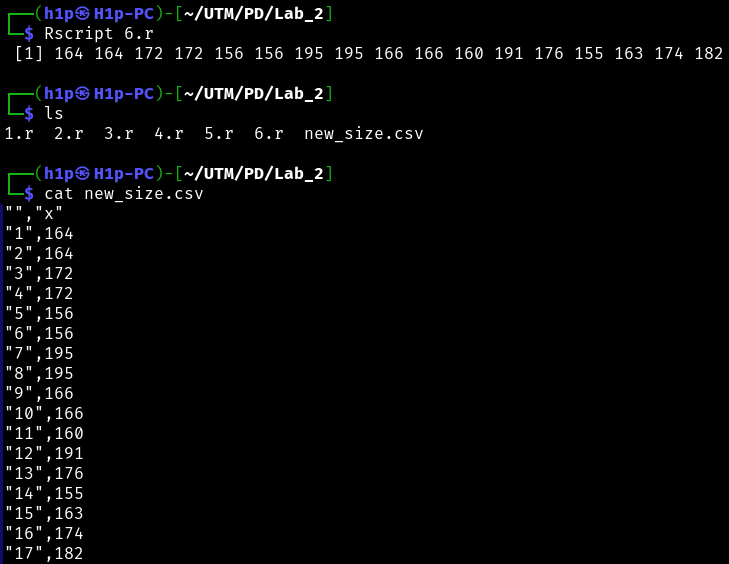 ┌──(h1p㉿H1p-PC)-[~/UTM/PD/Lab_2]
└─$ Rscript 6.r
 [1] 164 164 172 172 156 156 195 195 166 166 160 191 176 155 163 174 182
┌──(h1p㉿H1p-PC)-[~/UTM/PD/Lab_2]
└─$ ls
1.r  2.r  3.r  4.r  5.r  6.r  new_size.csv
┌──(h1p㉿H1p-PC)-[~/UTM/PD/Lab_2]
└─$ cat new_size.csv
"","x"
"1",164
"2",164
"3",172
"4",172
"5",156
"6",156
"7",195
"8",195
"9",166
"10",166
"11",160
"12",191
"13",176
"14",155
"15",163
"16",174
"17",182